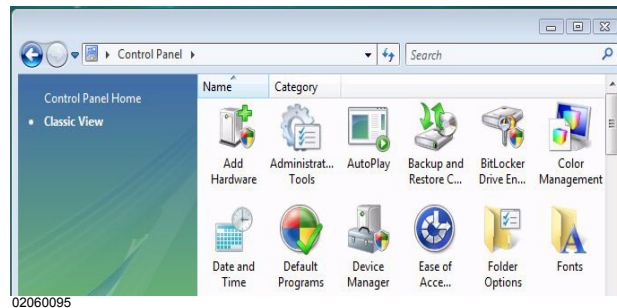 Control Panel
Search
Control Panel Home
Classic View
Name Category
Add Hardware
Administrat... Tools
AutoPlay
Backup and Restore C...
BitLocker Drive En...
Color Management
Date and Time
Default Programs
Device Manager
Ease of Acce...
Folder Options
Fonts
02060095